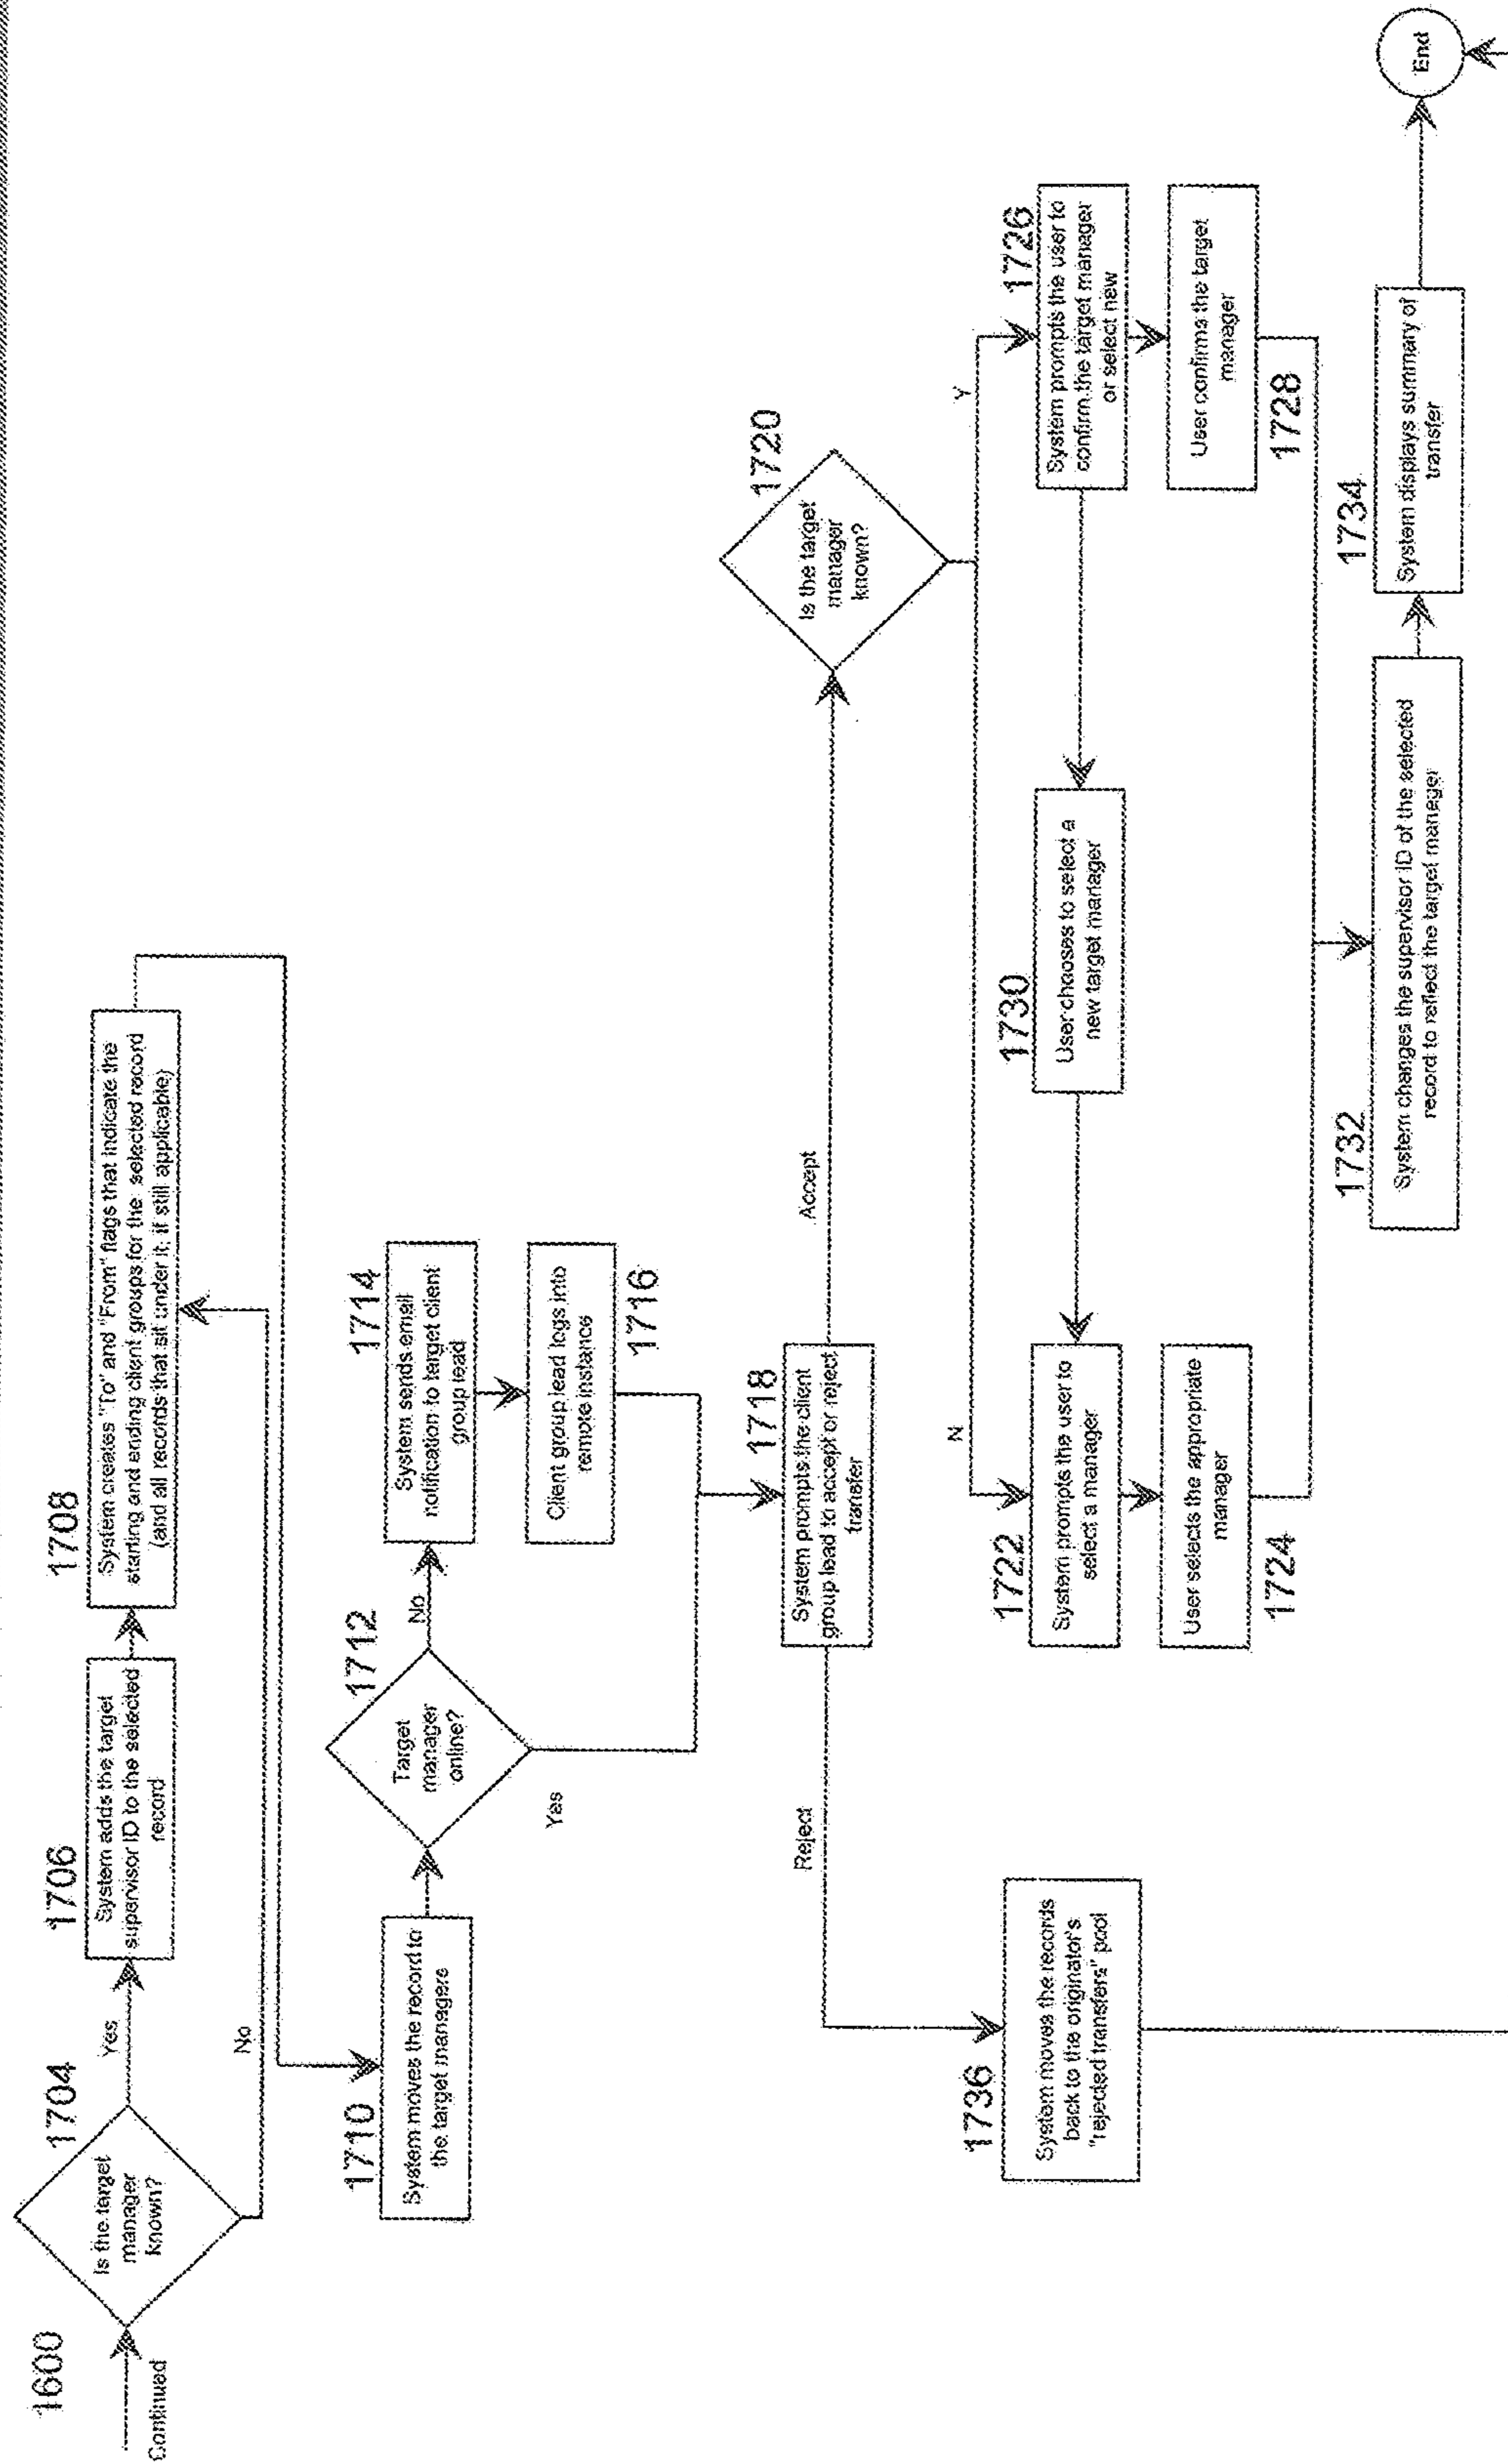 1600
Continued
1704
Is the target
manager
known?
Yes
No
1706
System adds the target
supervisor ID to the selected
record
1708
System creates "To" and "From" flags that indicate the
starting and ending client groups for the selected record
(and all records that sit under it, if still applicable)
1710
System moves the record to
the target managers
1712
Target
manager
online?
No
Yes
1714
System sends email
notification to target client
group lead
Client group lead logs into
remote instance
1716
1718
System prompts the client
group lead to accept or reject
transfer
Reject
Accept
1720
Is the target
manager
known?
N
Y
1722
System prompts the user to
select a manager
User selects the appropriate
manager
1724
1730
User chooses to select a
new target manager
1726
System prompts the user to
confirm the target manager
or select new
User confirms the target
manager
1728
1732
System changes the supervisor ID of the selected
record to reflect the target manager
1734
System displays summary of
transfer
End
1736
System moves the records
back to the originator's
"rejected transfers" pool